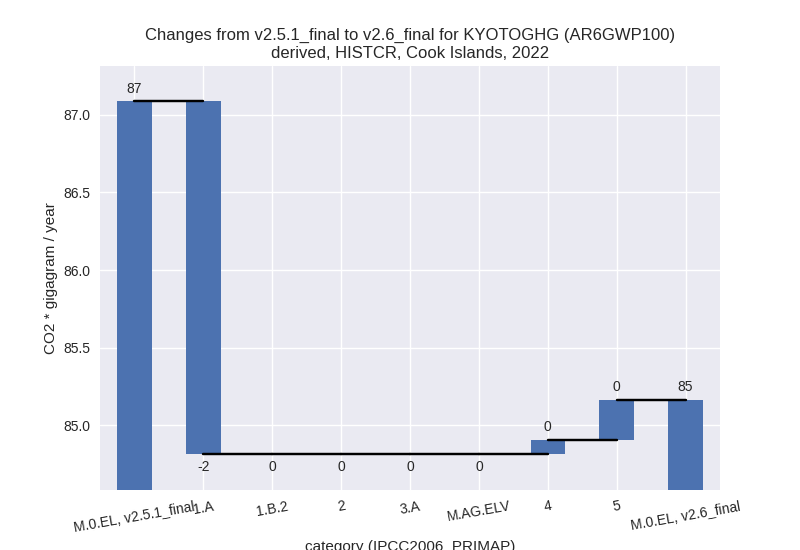 Changes from v2.5.1_final to v2.6_final for KYOTOGHG (AR6GWP100)
derived, HISTCR, Cook Islands, 2022
87
87.0
86.5
86.0
85.5
85.0
CO2 * gigagram / year
0
85
0
-2
0
0
0
0
M.0.EL, v2.5.1_final
1.A
1.B.2
2
3.A
M.AG.ELV
4
5
M.0.EL, v2.6_final
category (IPCC2006_PRIMAP)